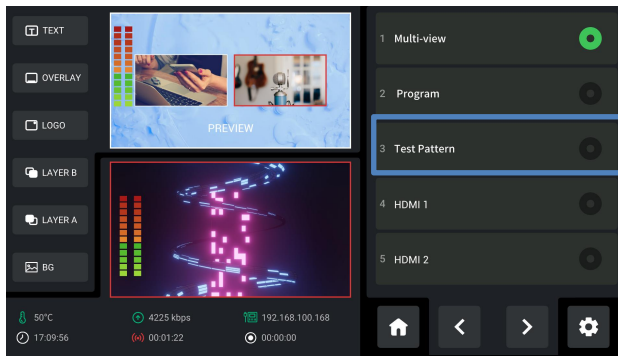 TEXT
OVERLAY
LOGO
LAYER B
LAYER A
BG
PREVIEW
50°C
4225 kbps
192.168.100.168
17:09:56
00:01:22
00:00:00
1 Multi-view
2 Program
3 Test Pattern
4 HDMI 1
5 HDMI 2